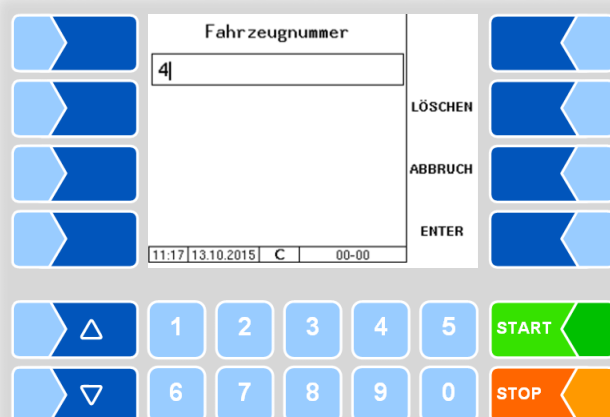 Fahrzeugnummer
4
LÖSCHEN
ABBRUCH
ENTER
11:17 13.10.2015 C 00-00
1 2 3 4 5 START
6 7 8 9 0 STOP